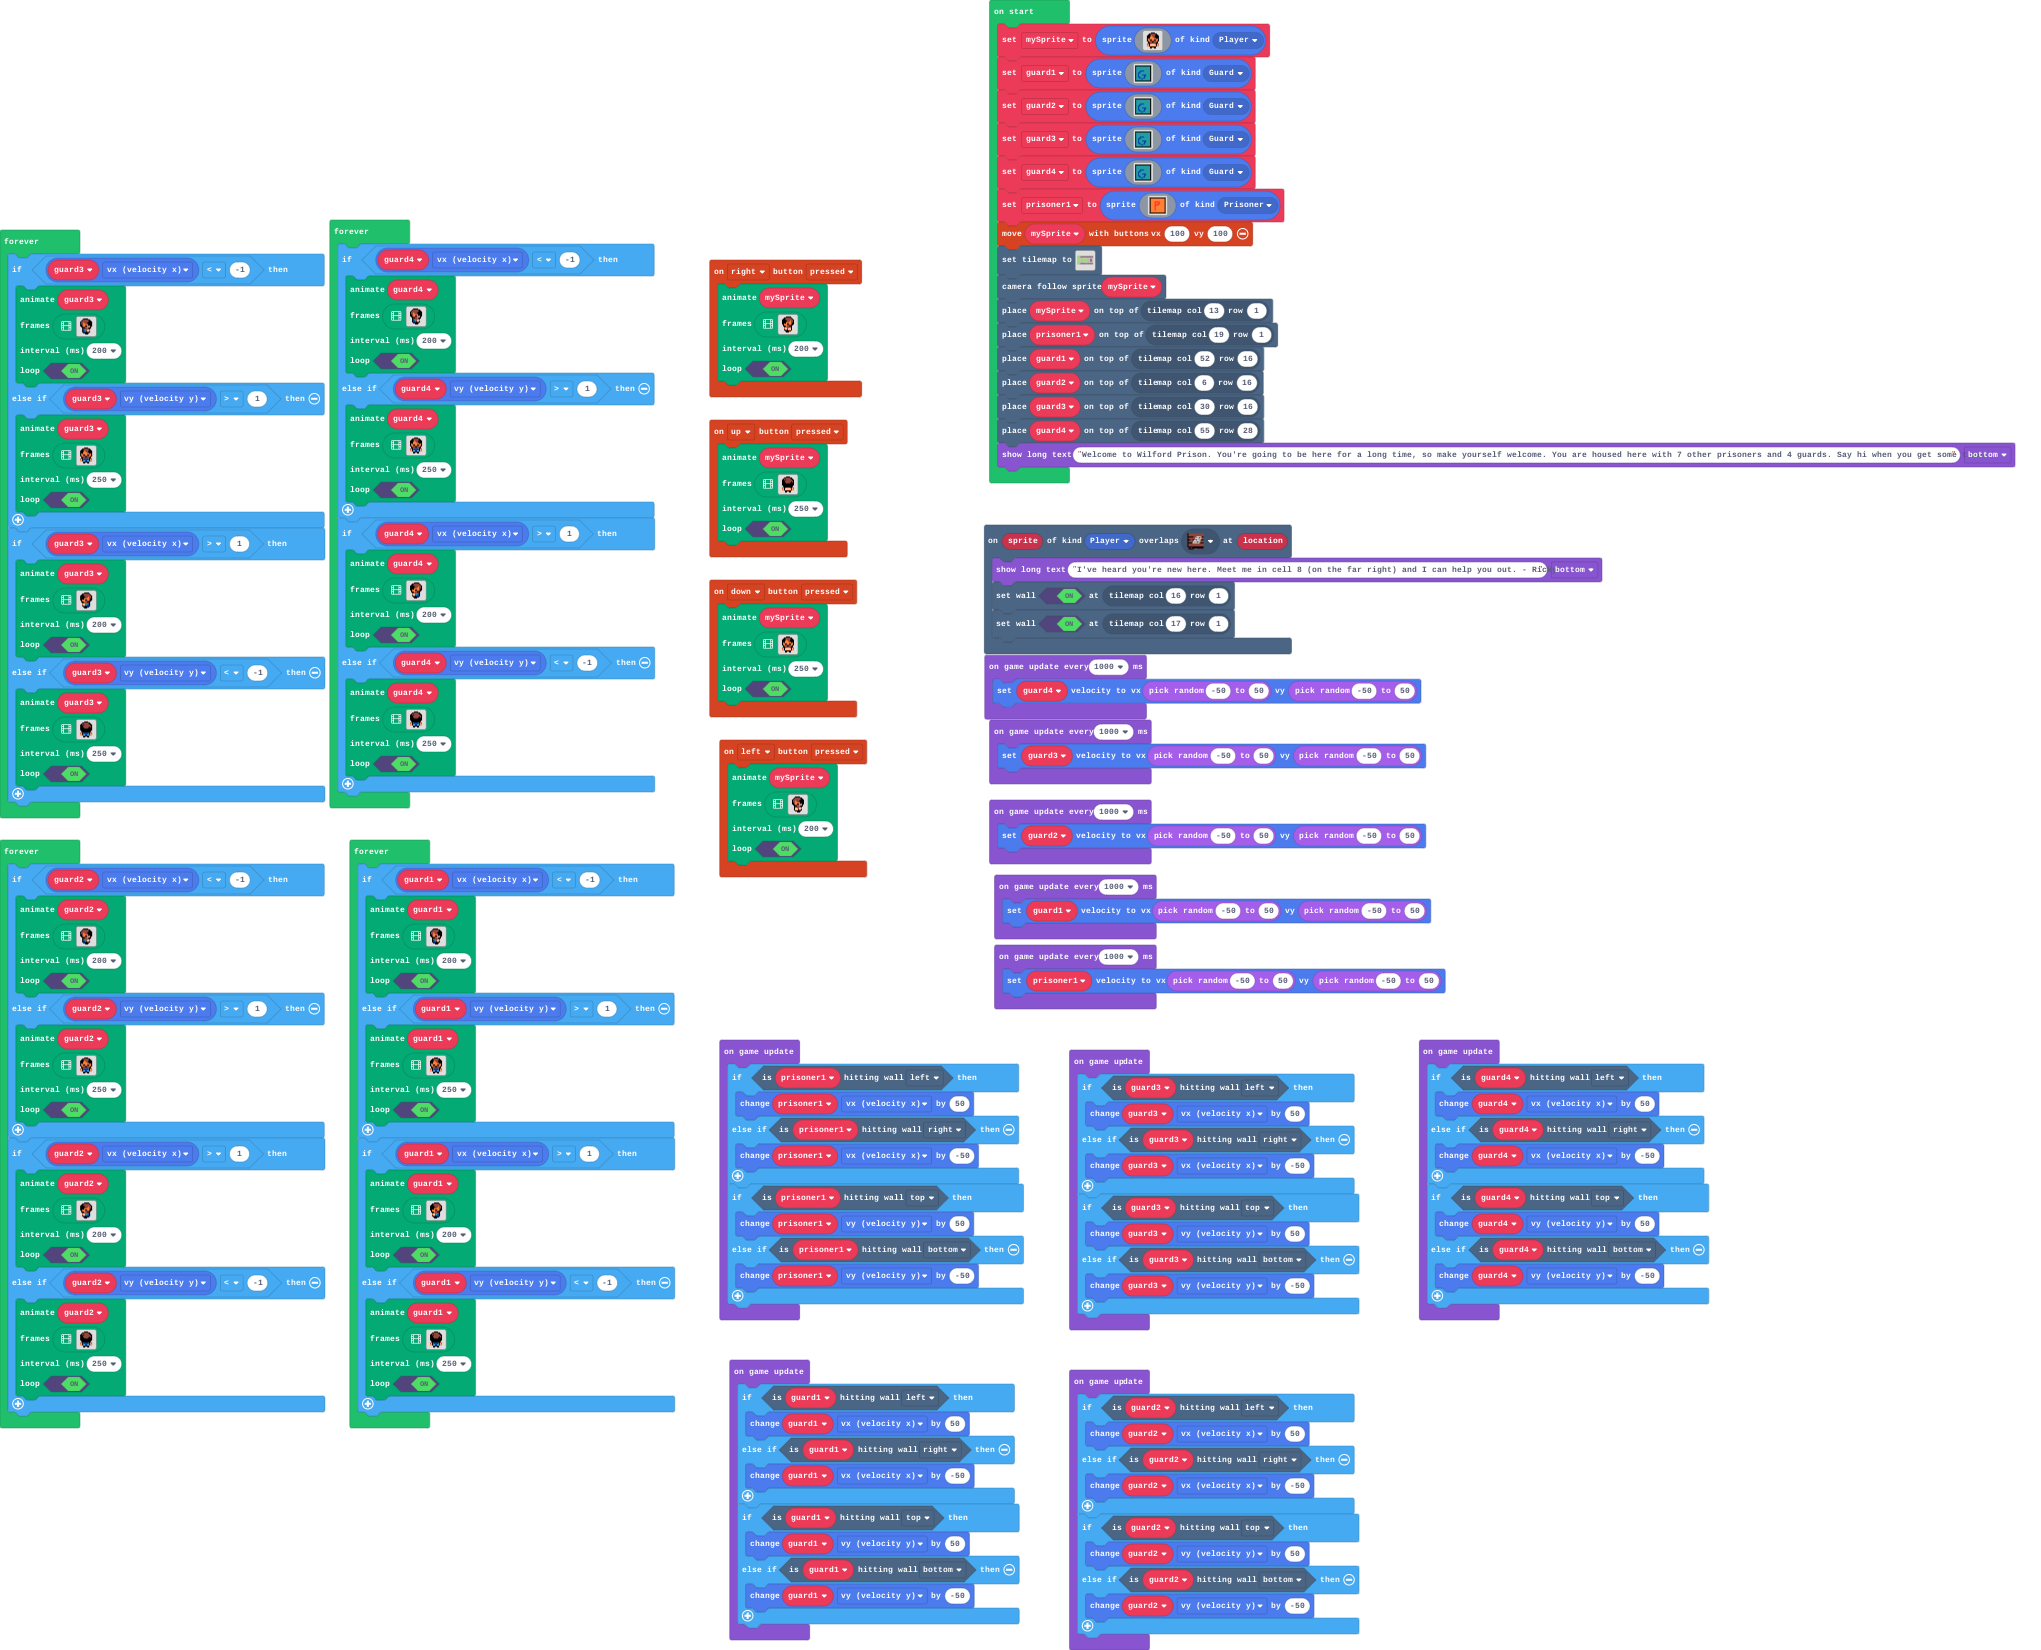 on start
set mySprite to sprite of kind Player
set guard1 to sprite of kind Guard
set guard2 to sprite of kind Guard
set guard3 to sprite of kind Guard
set guard4 to sprite of kind Guard
set prisoner1 to sprite of kind Prisoner
move mySprite with buttons vx 100 vy 100
set tilemap to
camera follow sprite mySprite
place mySprite on top of tilemap col 13 row 1
place prisoner1 on top of tilemap col 19 row 1
place guard1 on top of tilemap col 52 row 16
place guard2 on top of tilemap col 6 row 16
place guard3 on top of tilemap col 30 row 16
place guard4 on top of tilemap col 55 row 28
show long text "Welcome to Wilford Prison. You're going to be here for a long time, so make yourself welcome. You are housed here with 7 other prisoners and 4 guards. Say hi when you get some" bottom
forever
if guard3 vx (velocity x) < -1 then
animate guard3
frames
interval (ms) 200
loop ON
else if guard3 vy (velocity y) > 1 then
animate guard3
frames
interval (ms) 250
loop ON
if guard3 vx (velocity x) > 1 then
animate guard3
frames
interval (ms) 200
loop ON
else if guard3 vy (velocity y) < -1 then
animate guard3
frames
interval (ms) 250
loop ON
forever
if guard4 vx (velocity x) < -1 then
animate guard4
frames
interval (ms) 200
loop ON
else if guard4 vy (velocity y) > 1 then
animate guard4
frames
interval (ms) 250
loop ON
if guard4 vx (velocity x) > 1 then
animate guard4
frames
interval (ms) 200
loop ON
else if guard4 vy (velocity y) < -1 then
animate guard4
frames
interval (ms) 250
loop ON
on right button pressed
animate mySprite
frames
interval (ms) 200
loop ON
on up button pressed
animate mySprite
frames
interval (ms) 250
loop ON
on down button pressed
animate mySprite
frames
interval (ms) 250
loop ON
on left button pressed
animate mySprite
frames
interval (ms) 200
loop ON
on sprite of kind Player overlaps at location
show long text "I've heard you're new here. Meet me in cell 8 (on the far right) and I can help you out. - Rick" bottom
set wall ON at tilemap col 16 row 1
set wall ON at tilemap col 17 row 1
on game update every 1000 ms
set guard4 velocity to vx pick random -50 to 50 vy pick random -50 to 50
on game update every 1000 ms
set guard3 velocity to vx pick random -50 to 50 vy pick random -50 to 50
on game update every 1000 ms
set guard2 velocity to vx pick random -50 to 50 vy pick random -50 to 50
on game update every 1000 ms
set guard1 velocity to vx pick random -50 to 50 vy pick random -50 to 50
on game update every 1000 ms
set prisoner1 velocity to vx pick random -50 to 50 vy pick random -50 to 50
forever
if guard2 vx (velocity x) < -1 then
animate guard2
frames
interval (ms) 200
loop ON
else if guard2 vy (velocity y) > 1 then
animate guard2
frames
interval (ms) 250
loop ON
if guard2 vx (velocity x) > 1 then
animate guard2
frames
interval (ms) 200
loop ON
else if guard2 vy (velocity y) < -1 then
animate guard2
frames
interval (ms) 250
loop ON
forever
if guard1 vx (velocity x) < -1 then
animate guard1
frames
interval (ms) 200
loop ON
else if guard1 vy (velocity y) > 1 then
animate guard1
frames
interval (ms) 250
loop ON
if guard1 vx (velocity x) > 1 then
animate guard1
frames
interval (ms) 200
loop ON
else if guard1 vy (velocity y) < -1 then
animate guard1
frames
interval (ms) 250
loop ON
on game update
if is prisoner1 hitting wall left then
change prisoner1 vx (velocity x) by 50
else if is prisoner1 hitting wall right then
change prisoner1 vx (velocity x) by -50
if is prisoner1 hitting wall top then
change prisoner1 vy (velocity y) by 50
else if is prisoner1 hitting wall bottom then
change prisoner1 vy (velocity y) by -50
on game update
if is guard3 hitting wall left then
change guard3 vx (velocity x) by 50
else if is guard3 hitting wall right then
change guard3 vx (velocity x) by -50
if is guard3 hitting wall top then
change guard3 vy (velocity y) by 50
else if is guard3 hitting wall bottom then
change guard3 vy (velocity y) by -50
on game update
if is guard4 hitting wall left then
change guard4 vx (velocity x) by 50
else if is guard4 hitting wall right then
change guard4 vx (velocity x) by -50
if is guard4 hitting wall top then
change guard4 vy (velocity y) by 50
else if is guard4 hitting wall bottom then
change guard4 vy (velocity y) by -50
on game update
if is guard1 hitting wall left then
change guard1 vx (velocity x) by 50
else if is guard1 hitting wall right then
change guard1 vx (velocity x) by -50
if is guard1 hitting wall top then
change guard1 vy (velocity y) by 50
else if is guard1 hitting wall bottom then
change guard1 vy (velocity y) by -50
on game update
if is guard2 hitting wall left then
change guard2 vx (velocity x) by 50
else if is guard2 hitting wall right then
change guard2 vx (velocity x) by -50
if is guard2 hitting wall top then
change guard2 vy (velocity y) by 50
else if is guard2 hitting wall bottom then
change guard2 vy (velocity y) by -50